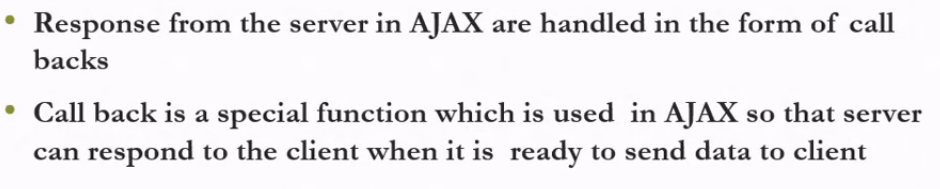 • Response from the server in AJAX are handled in the form of call
backs
• Call back is a special function which is used in AJAX so that server
can respond to the client when it is ready to send data to client